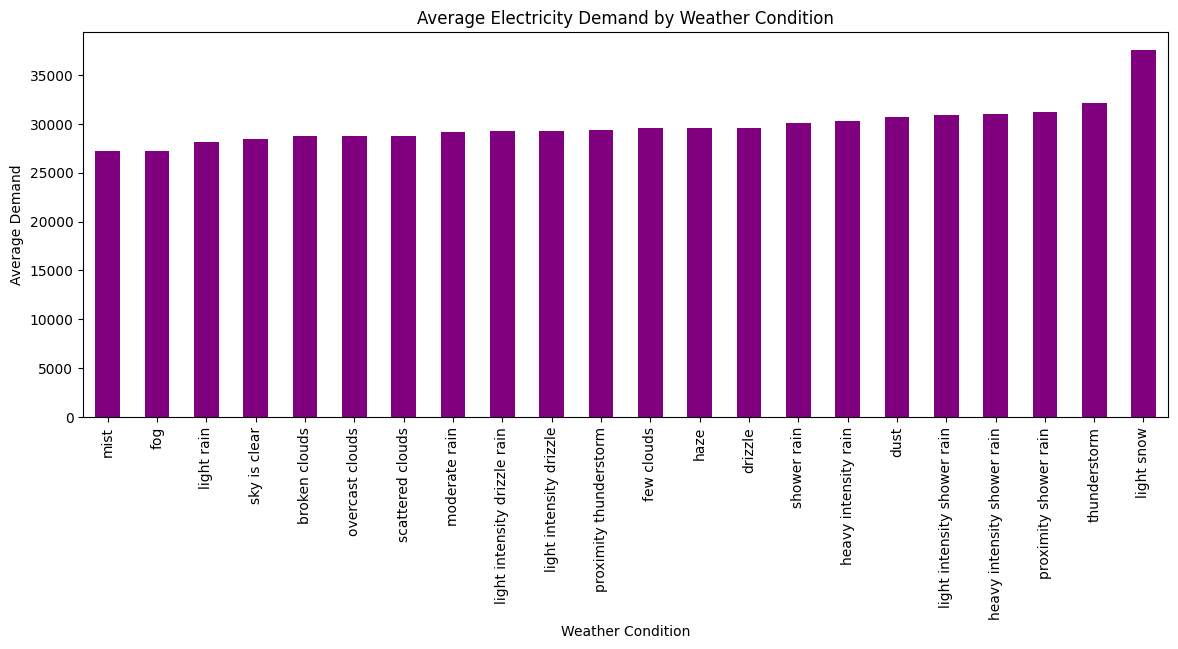 Average Electricity Demand by Weather Condition
Average Demand
35000
30000
25000
20000
15000
10000
5000
0
mist
fog
light rain
sky is clear
broken clouds
overcast clouds
scattered clouds
moderate rain
light intensity drizzle rain
light intensity drizzle
proximity thunderstorm
few clouds
haze
drizzle
shower rain
heavy intensity rain
dust
light intensity shower rain
heavy intensity shower rain
proximity shower rain
thunderstorm
light snow
Weather Condition